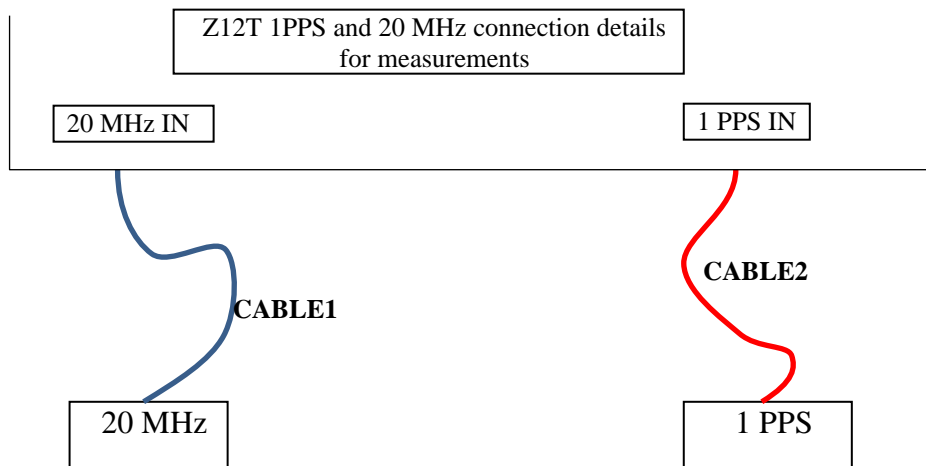 Z12T 1PPS and 20 MHz connection details
for measurements
20 MHz IN
1 PPS IN
CABLE2
CABLE1
20 MHz
1 PPS